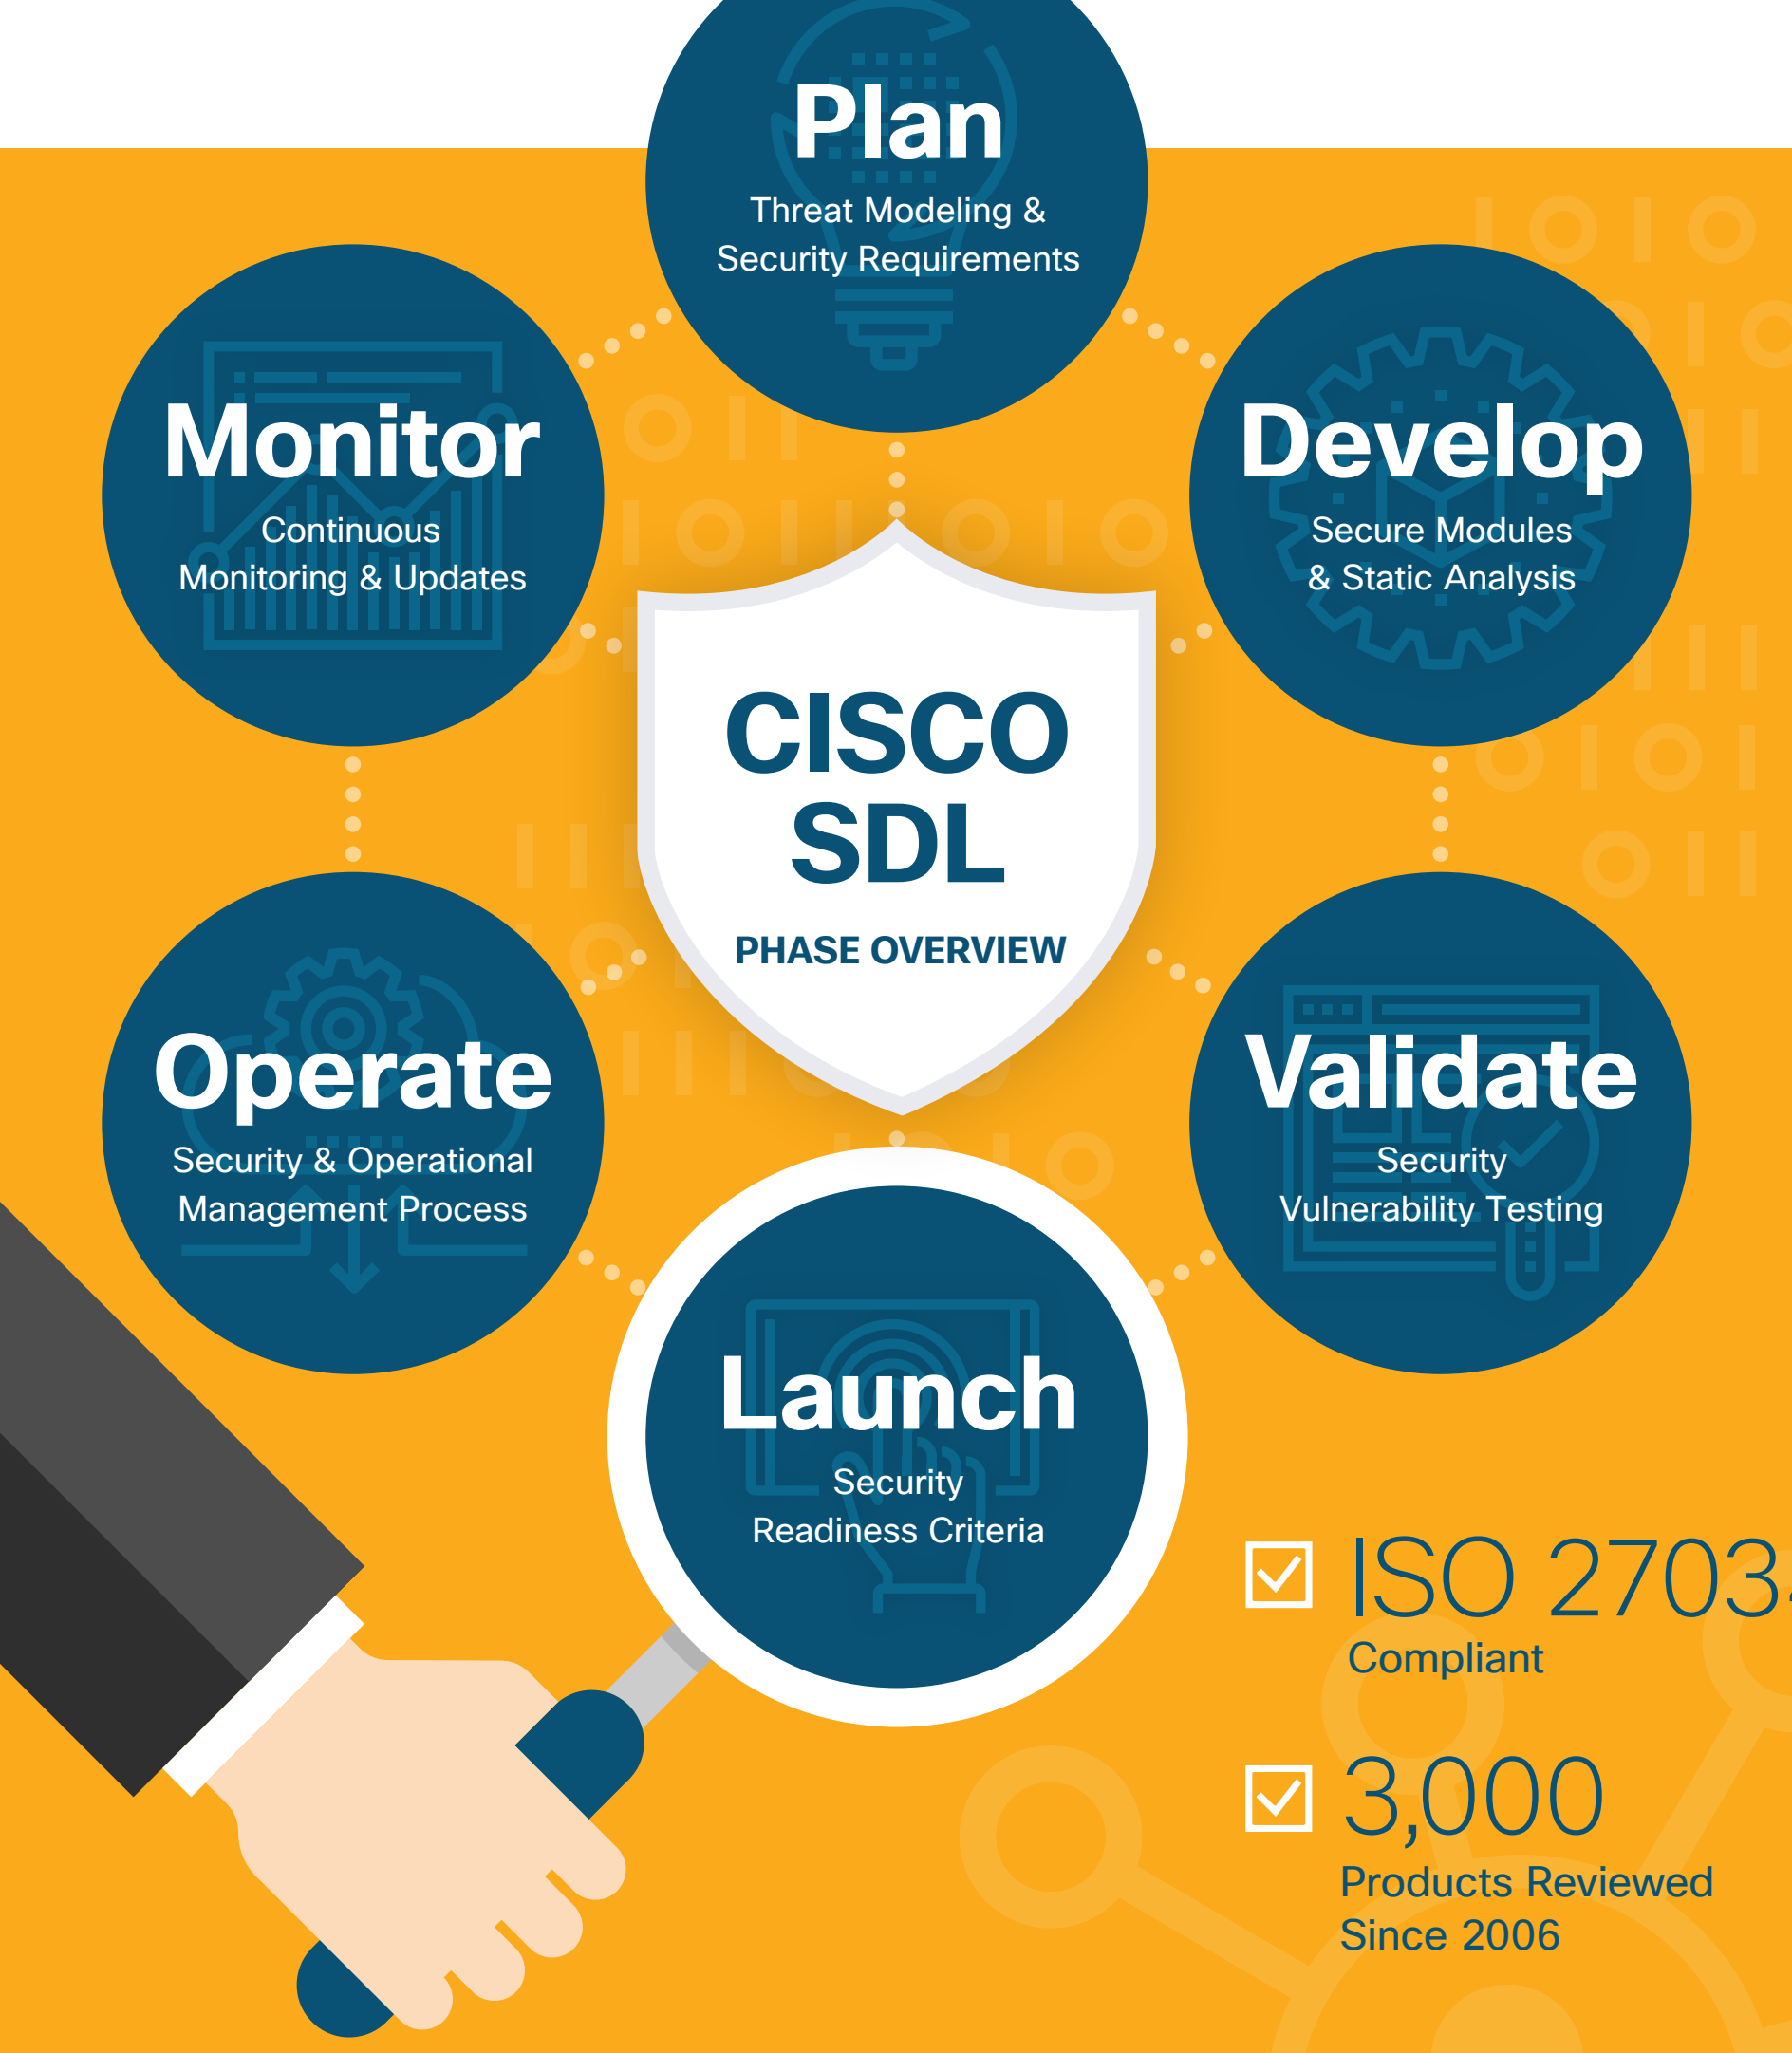 Plan
Threat Modeling &
Security Requirements
Monitor
Continuous
Monitoring & Updates
Develop
Secure Modules
& Static Analysis
CISCO
SDL
PHASE OVERVIEW
Operate
Security & Operational
Management Process
Validate
Security
Vulnerability Testing
Launch
Security
Readiness Criteria
ISO
Compliant
3,000
Products Reviewed
Since 2006